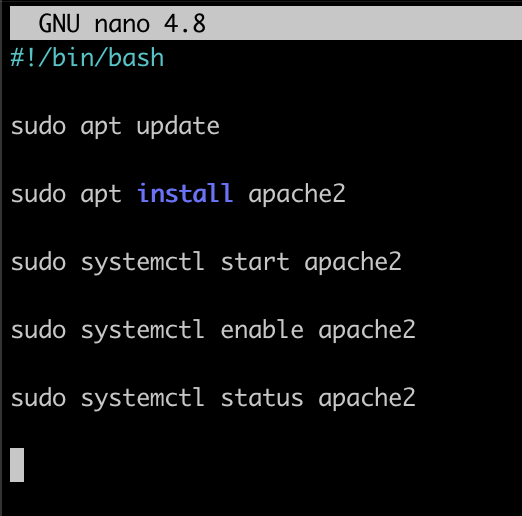 GNU nano 4.8
#!/bin/bash
sudo apt update
sudo apt install apache2
sudo systemctl start apache2
sudo systemctl enable apache2
sudo systemctl status apache2